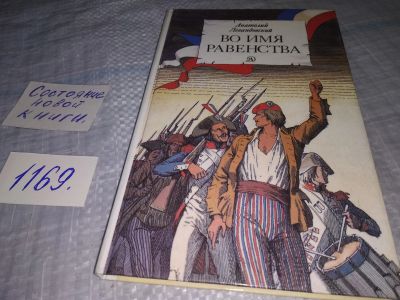 Анатолий
Левандовский
ВО ИМЯ
РАВЕНСТВА
Состояние
новой
книги.
1169.